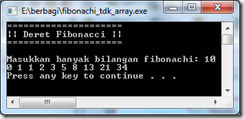 E:\berbagi\fibonachi_tdk_array.exe
======================
!! Deret Fibonacci !!
======================
Masukkan banyak bilangan fibonachi: 10
0 1 1 2 3 5 8 13 21 34
Press any key to continue . . .